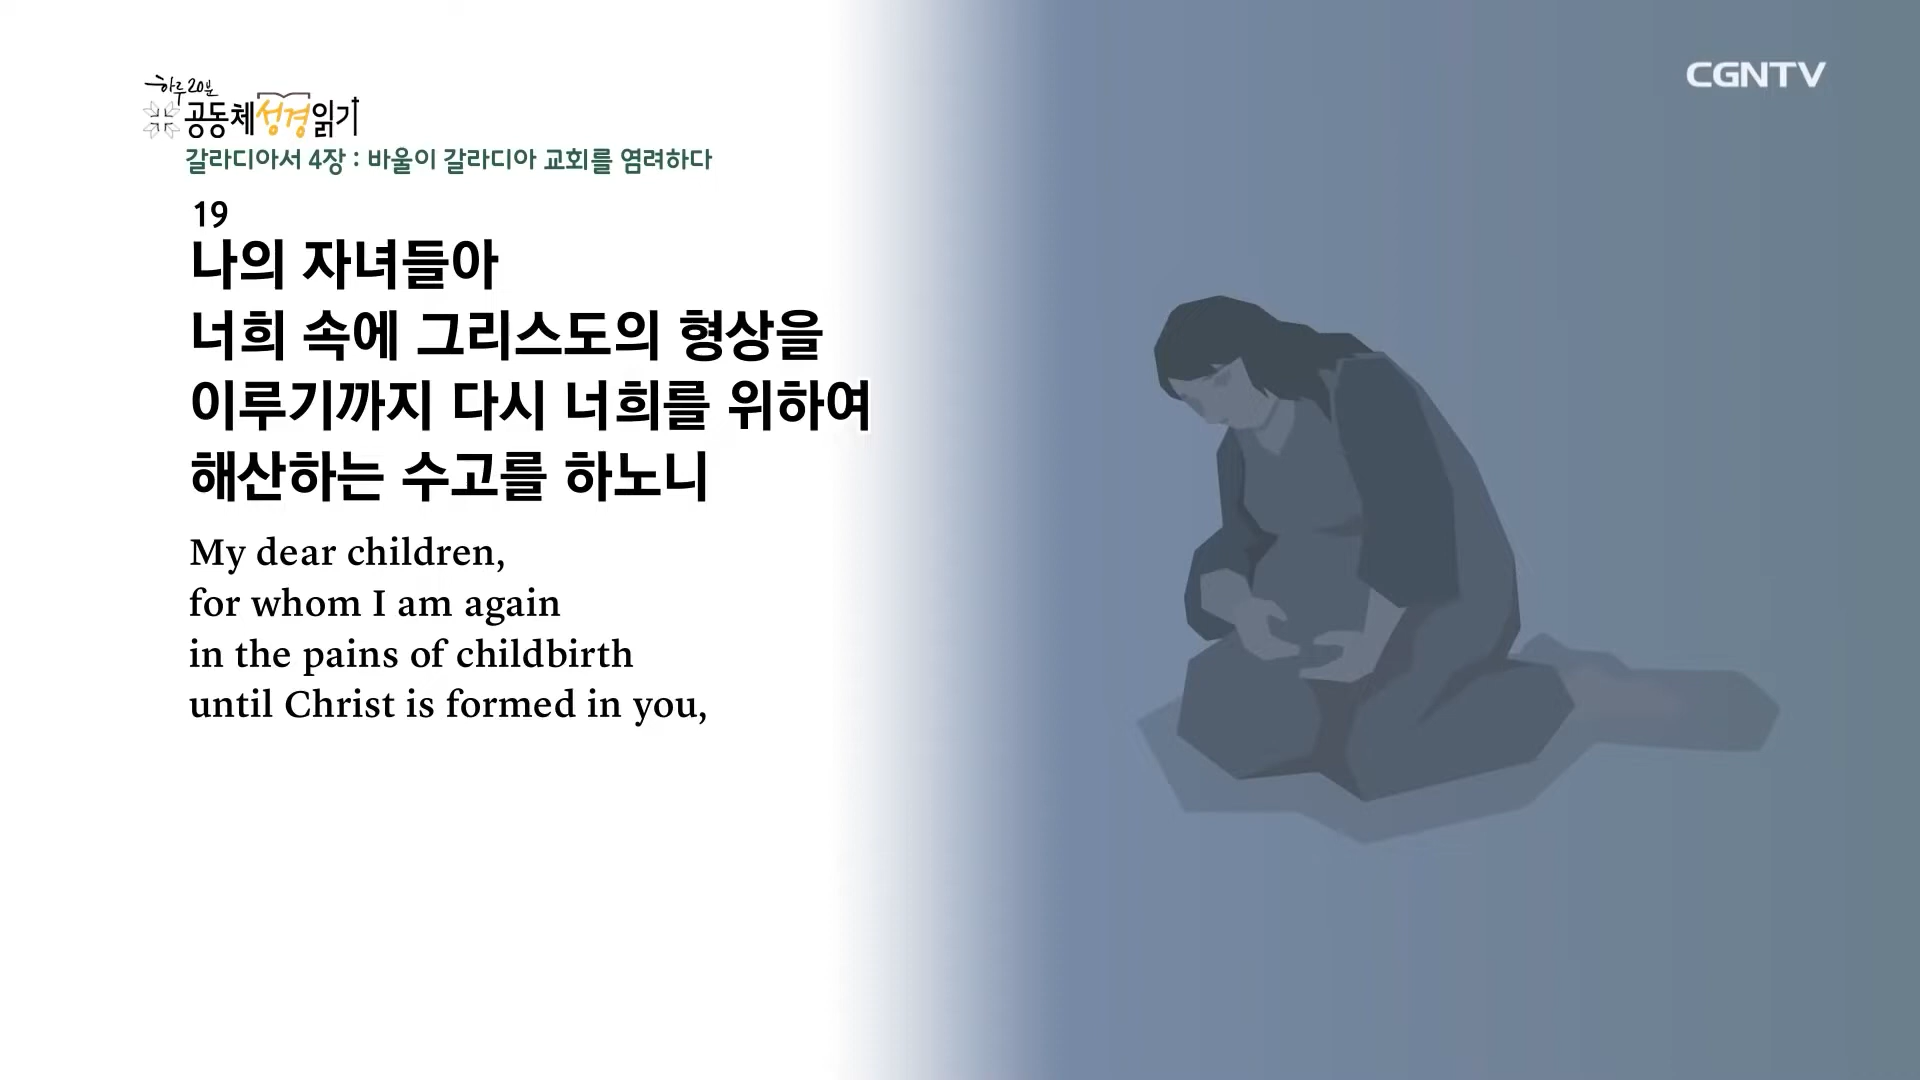 하루 20분
공동체성경읽기
CGNTV
갈라디아서 4장 : 바울이 갈라디아 교회를 염려하다
19
나의 자녀들아
너희 속에 그리스도의 형상을
이루기까지 다시 너희를 위하여
해산하는 수고를 하노니
My dear children,
for whom I am again
in the pains of childbirth
until Christ is formed in you,